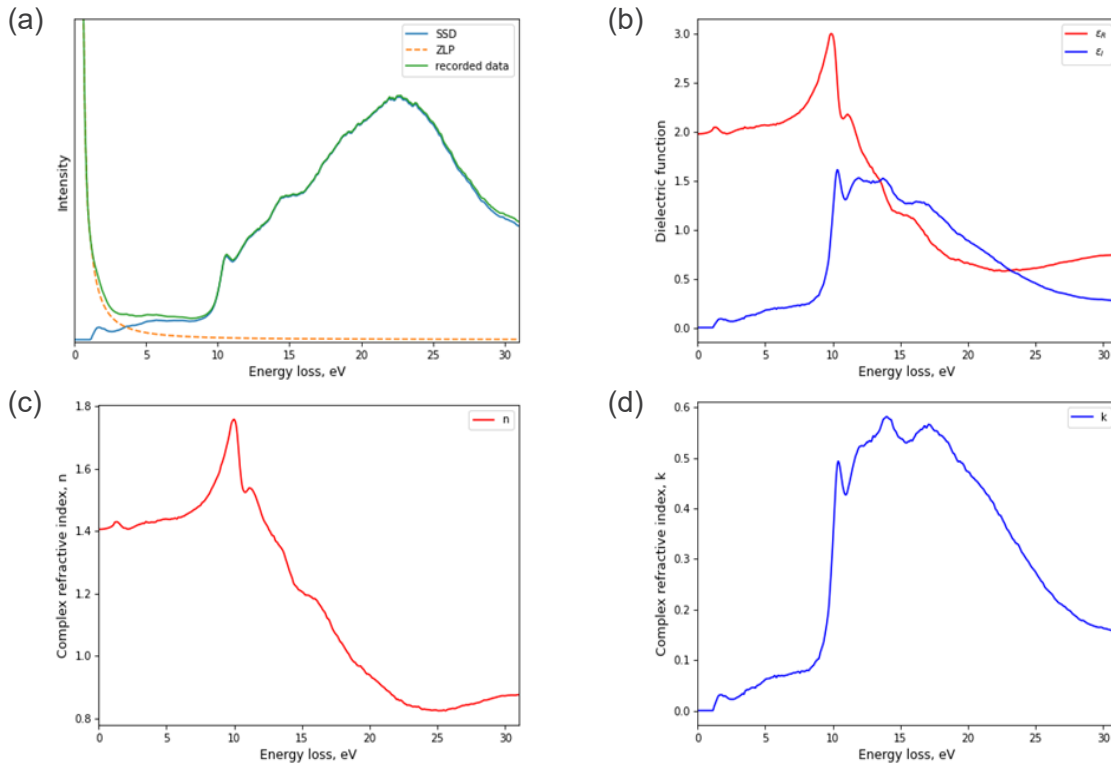 (a)
SSD
ZLP
recorded data
Intensity
0 5 10 15 20 25 30
Energy loss, eV
(b)
εR
εI
Dielectric function
3.0
2.5
2.0
1.5
1.0
0.5
0.0
0 5 10 15 20 25 30
Energy loss, eV
(c)
n
Complex refractive index, n
1.8
1.6
1.4
1.2
1.0
0.8
0 5 10 15 20 25 30
Energy loss, eV
(d)
k
Complex refractive index, k
0.6
0.5
0.4
0.3
0.2
0.1
0.0
0 5 10 15 20 25 30
Energy loss, eV